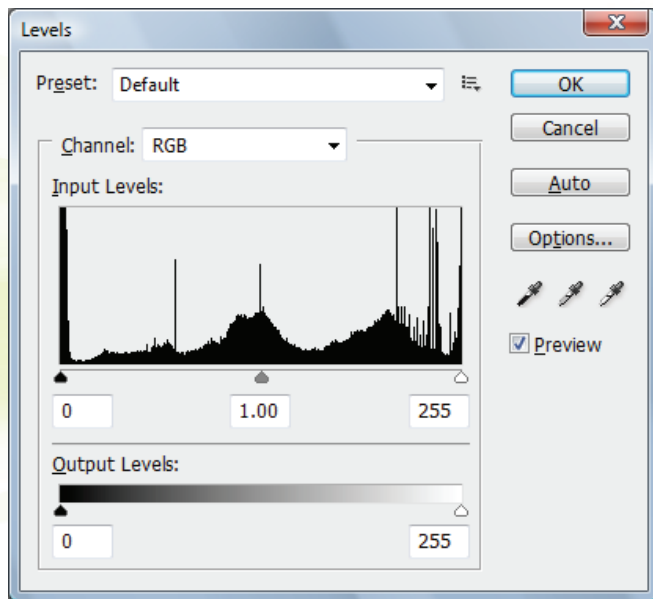 Levels
Preset: Default
OK
Cancel
Channel: RGB
Auto
Input Levels:
Options...
Preview
0 1.00 255
Output Levels:
0 255